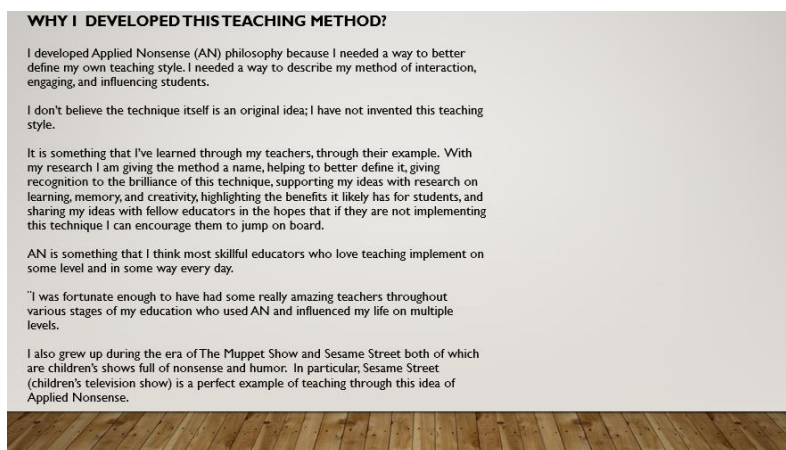 WHY I DEVELOPED THIS TEACHING METHOD?
I developed Applied Nonsense (AN) philosophy because I needed a way to better
define my own teaching style. I needed a way to describe my method of interaction,
engaging, and influencing students.
I don't believe the technique itself is an original idea; I have not invented this teaching
style.
It is something that I've learned through my teachers, through their example. With
my research I am giving the method a name, helping to better define it, giving
recognition to the brilliance of this technique, supporting my ideas with research on
learning, memory, and creativity, highlighting the benefits it likely has for students, and
sharing my ideas with fellow educators in the hopes that if they are not implementing
this technique I can encourage them to jump on board.
AN is something that I think most skillful educators who love teaching implement on
some level and in some way every day.
¨I was fortunate enough to have had some really amazing teachers throughout
various stages of my education who used AN and influenced my life on multiple
levels.
I also grew up during the era of The Muppet Show and Sesame Street both of which
are children's shows full of nonsense and humor. In particular, Sesame Street
(children's television show) is a perfect example of teaching through this idea of
Applied Nonsense.